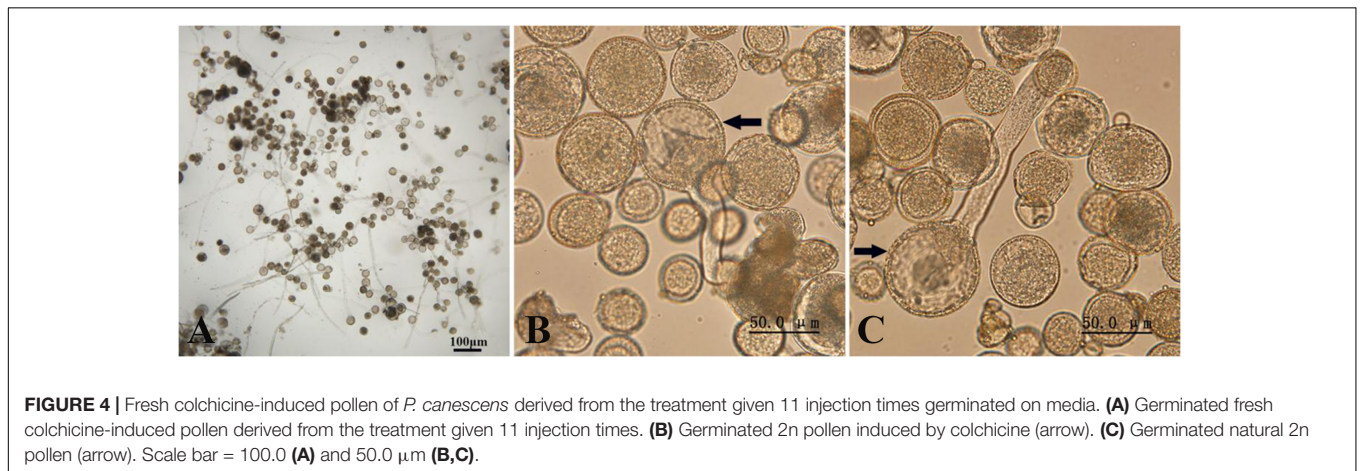 A
100μm
B
50.0 μm
C
50.0 μm
FIGURE 4 | Fresh colchicine-induced pollen of P. canescens derived from the treatment given 11 injection times germinated on media. (A) Germinated fresh
colchicine-induced pollen derived from the treatment given 11 injection times. (B) Germinated 2n pollen induced by colchicine (arrow). (C) Germinated natural 2n
pollen (arrow). Scale bar = 100.0 (A) and 50.0 μm (B,C).